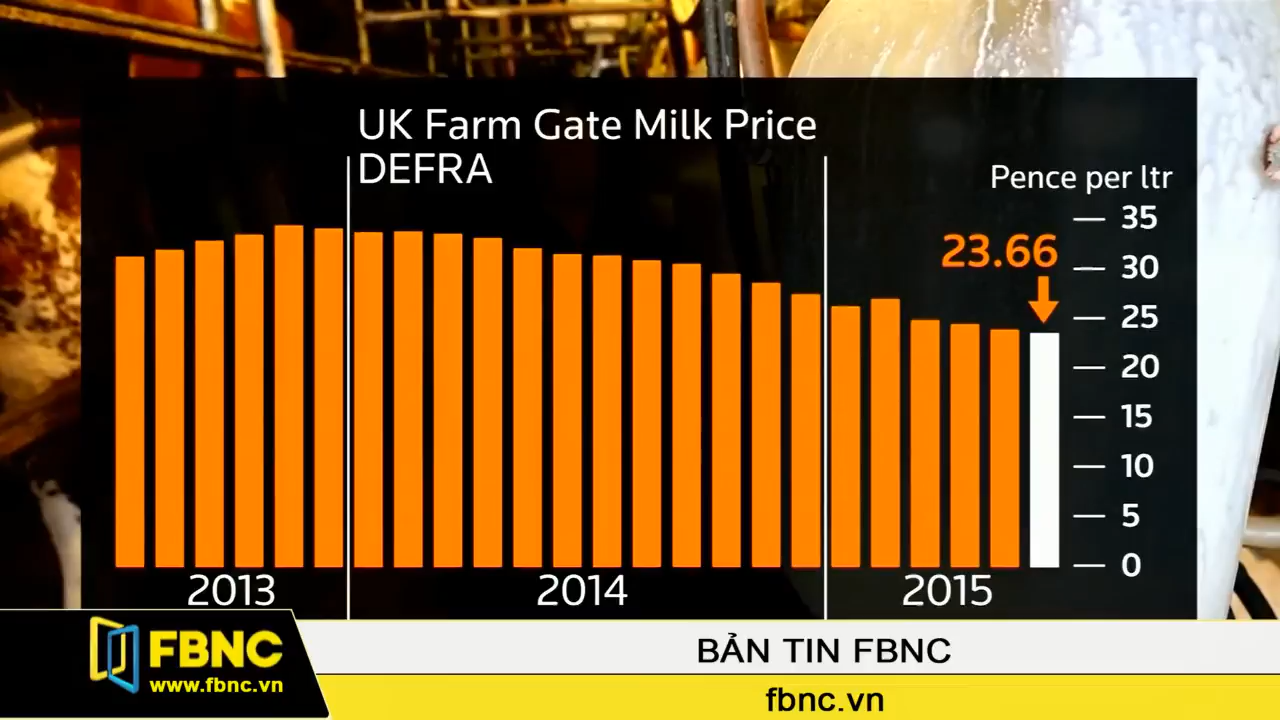 UK Farm Gate Milk Price
DEFRA
Pence per ltr
35
23.66
30
25
20
15
10
5
0
2013
2014
2015
FBNC
www.fbnc.vn
BẢN TIN FBNC
fbnc.vn